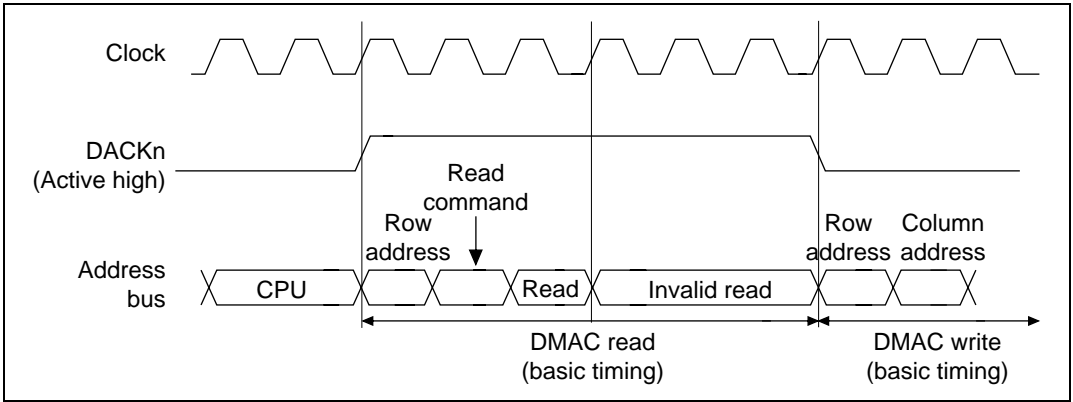 Clock
DACKn
(Active high)
Read
command
Row
address
Row
address
Column
address
Address
bus
CPU
Read
Invalid read
DMAC read
(basic timing)
DMAC write
(basic timing)